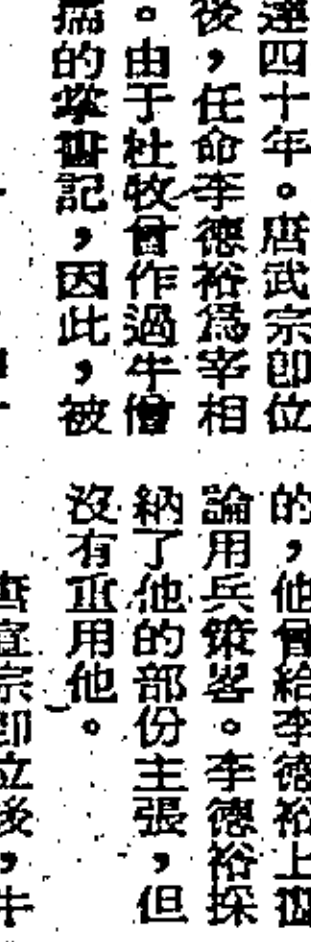 四十年。唐武宗即位
後，任命李德裕爲宰相
。由于杜牧曾作過牛僧
孺的掌書記，因此，被
的，他曾給李德裕上
論用兵策畧。李德裕採
納了他的部份主張，但
沒有重用他。
宣宗即位後，牛